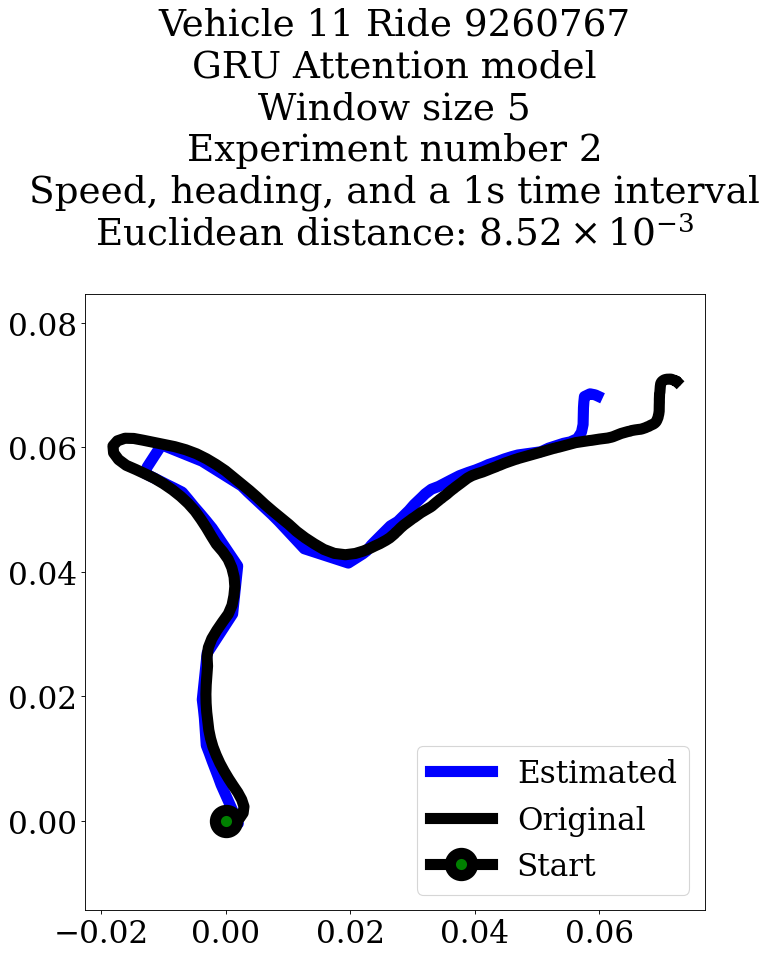 Vehicle 11 Ride 9260767
GRU Attention model
Window size 5
Experiment number 2
Speed, heading, and a 1s time interval
Euclidean distance: 8.52 × 10⁻³
0.08
0.06
0.04
0.02
0.00
Estimated
Original
Start
−0.02 0.00 0.02 0.04 0.06